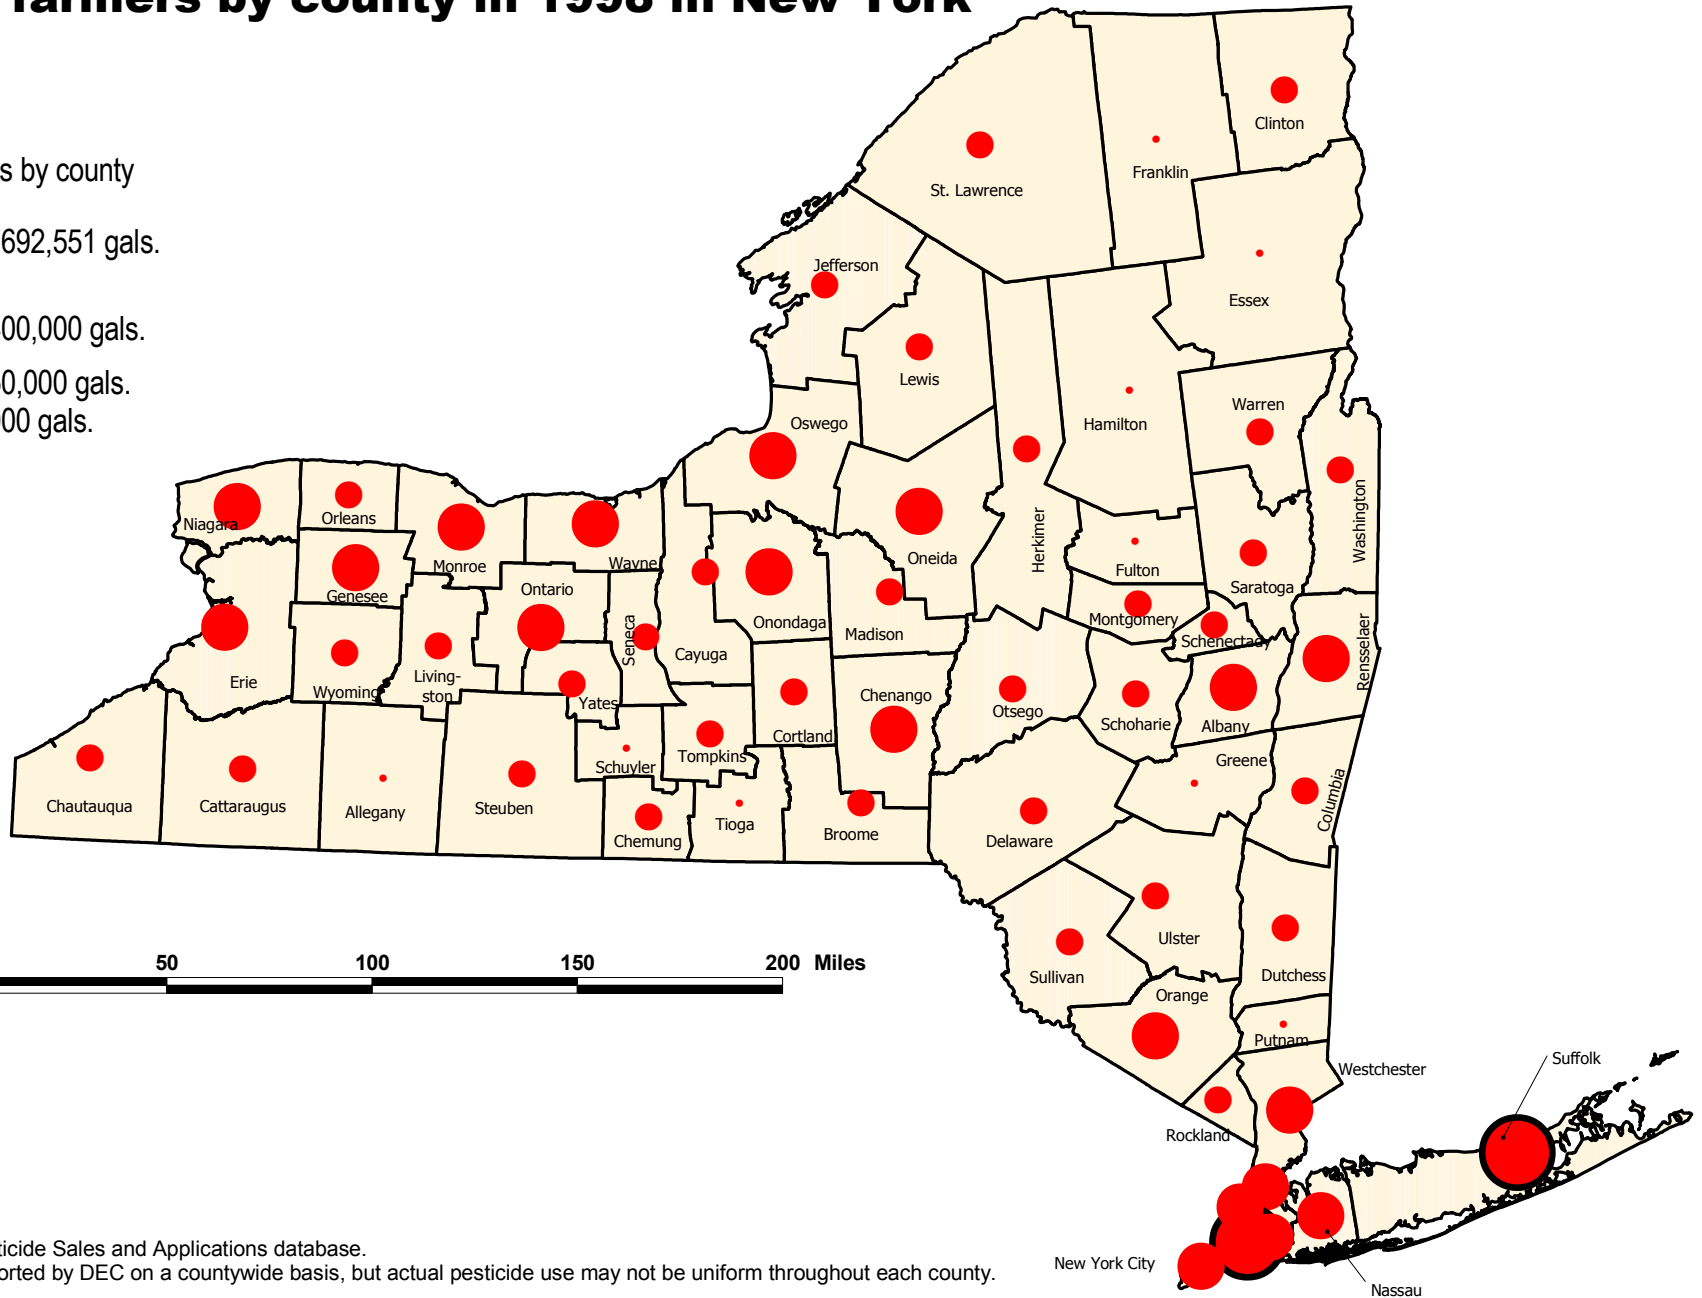 farmers by county in 1998 in New York
s by county
692,551 gals.
00,000 gals.
0,000 gals.
00 gals.
Clinton
Franklin
St. Lawrence
Jefferson
Essex
Lewis
Hamilton
Warren
Oswego
Washington
Herkimer
Oneida
Niagara
Orleans
Monroe
Wayne
Genesee
Ontario
Fulton
Saratoga
Onondaga
Madison
Montgomery
Schenectady
Seneca
Cayuga
Rensselaer
Erie
Wyoming
Living-
ston
Yates
Chenango
Otsego
Schoharie
Albany
Cortland
Tompkins
Schuyler
Greene
Chautauqua
Cattaraugus
Allegany
Steuben
Columbia
Chemung
Tioga
Broome
Delaware
Ulster
Sullivan
Dutchess
50 100 150 200 Miles
Orange
Putnam
Westchester
Suffolk
Rockland
New York City
Nassau
ticide Sales and Applications database.
orted by DEC on a countywide basis, but actual pesticide use may not be uniform throughout each county.